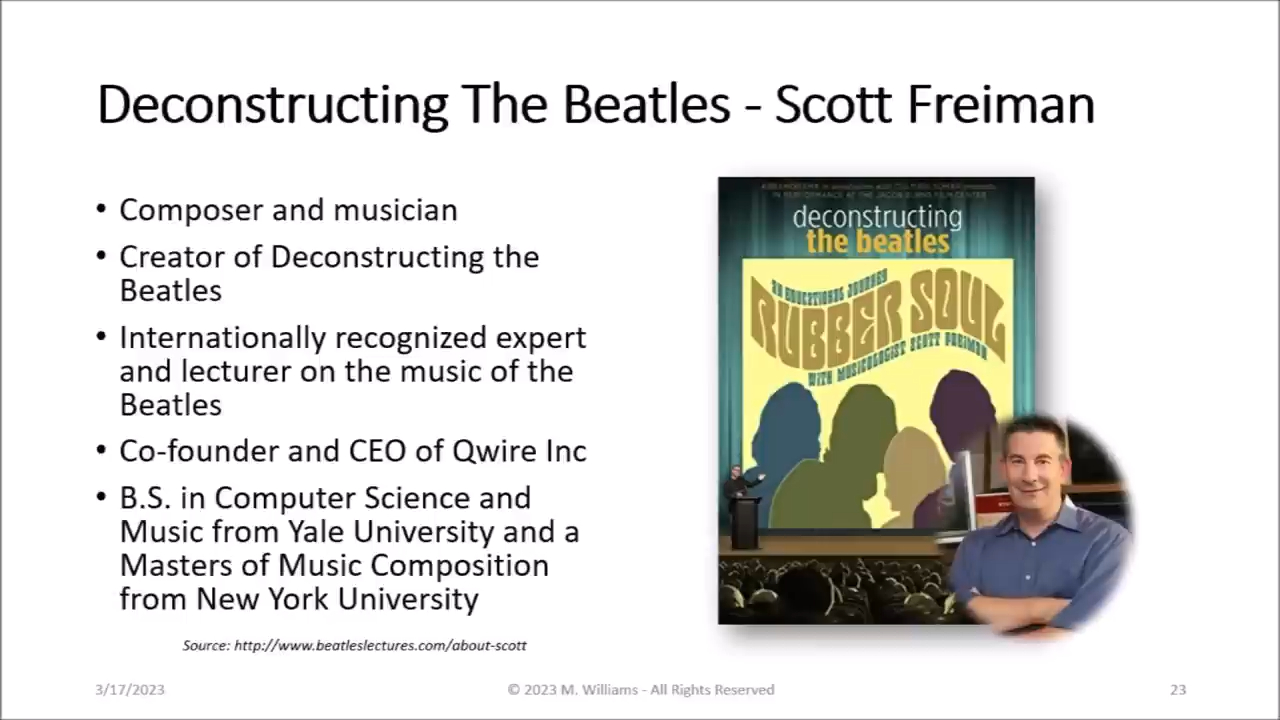 Deconstructing The Beatles - Scott Freiman
• Composer and musician
• Creator of Deconstructing the
Beatles
• Internationally recognized expert
and lecturer on the music of the
Beatles
• Co-founder and CEO of Qwire Inc
• B.S. in Computer Science and
Music from Yale University and a
Masters of Music Composition
from New York University
Source: http://www.beatleslectures.com/about-scott
deconstructing
the beatles
AN EDUCATIONAL JOURNEY
RUBBER SOUL
WITH MUSICOLOGIST SCOTT FREIMAN
3/17/2023
© 2023 M. Williams - All Rights Reserved
23